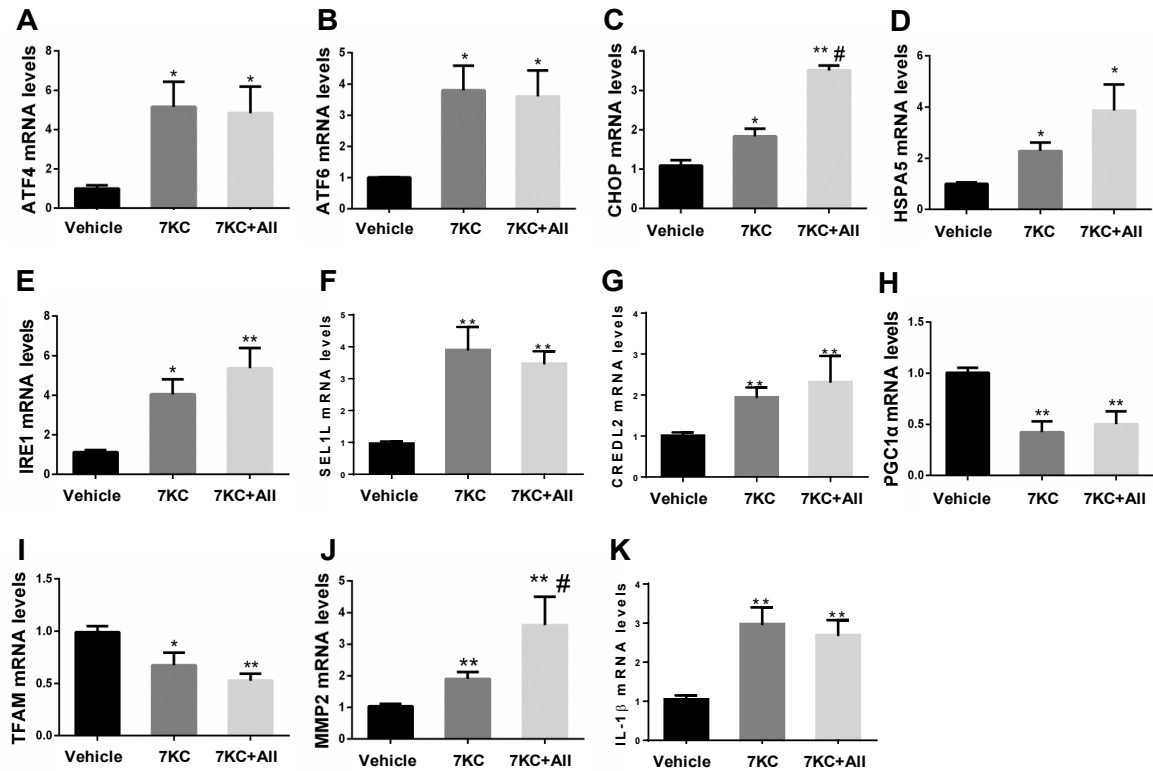 A
ATF4 mRNA levels
8
6
4
2
0
*
*
Vehicle
7KC
7KC+AII
B
ATF6 mRNA levels
5
4
3
2
1
0
*
*
Vehicle
7KC
7KC+AII
C
CHOP mRNA levels
4
3
2
1
0
*
** #
Vehicle
7KC
7KC+AII
D
HSPA5 mRNA levels
6
4
2
0
*
*
Vehicle
7KC
7KC+AII
E
IRE1 mRNA levels
8
6
4
2
0
*
**
Vehicle
7KC
7KC+AII
F
SEL1L mRNA levels
5
4
3
2
1
0
**
**
Vehicle
7KC
7KC+AII
G
CREDL2 mRNA levels
4
3
2
1
0
**
**
Vehicle
7KC
7KC+AII
H
PGC1α mRNA levels
1.5
1.0
0.5
0.0
**
**
Vehicle
7KC
7KC+AII
I
TFAM mRNA levels
1.5
1.0
0.5
0.0
*
**
Vehicle
7KC
7KC+AII
J
MMP2 mRNA levels
5
4
3
2
1
0
**
** #
Vehicle
7KC
7KC+AII
K
IL-1β mRNA levels
4
3
2
1
0
**
**
Vehicle
7KC
7KC+AII